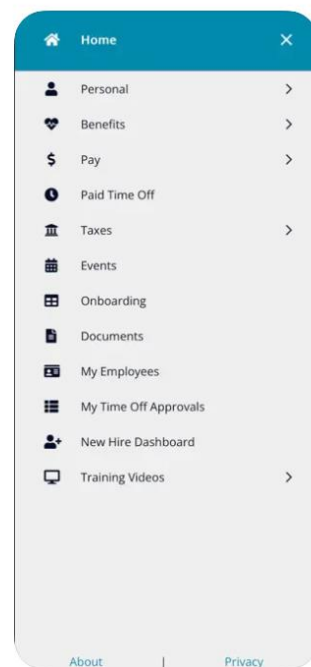 Home
Personal
Benefits
Pay
Paid Time Off
Taxes
Events
Onboarding
Documents
My Employees
My Time Off Approvals
New Hire Dashboard
Training Videos
About | Privacy